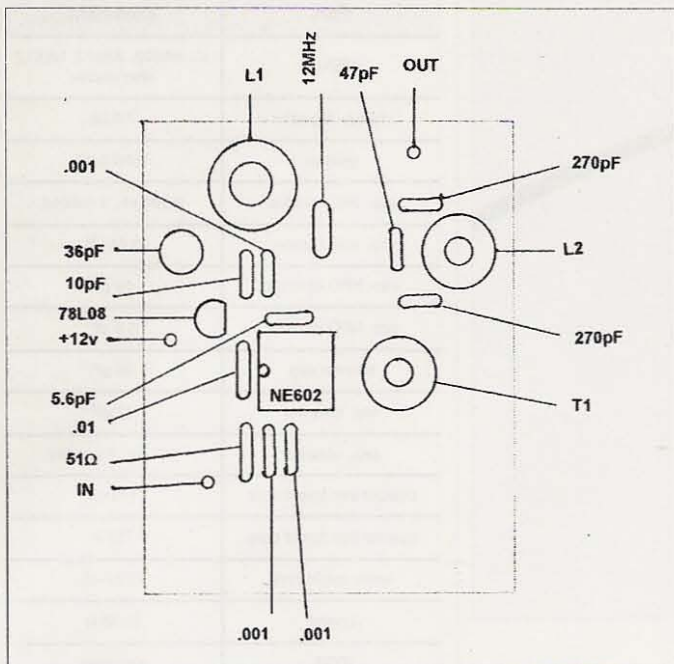 L1
12MHz
47pF
OUT
.001
270pF
36pF
L2
10pF
78L08
+12v
270pF
5.6pF
NE602
T1
.01
51Ω
IN
.001
.001